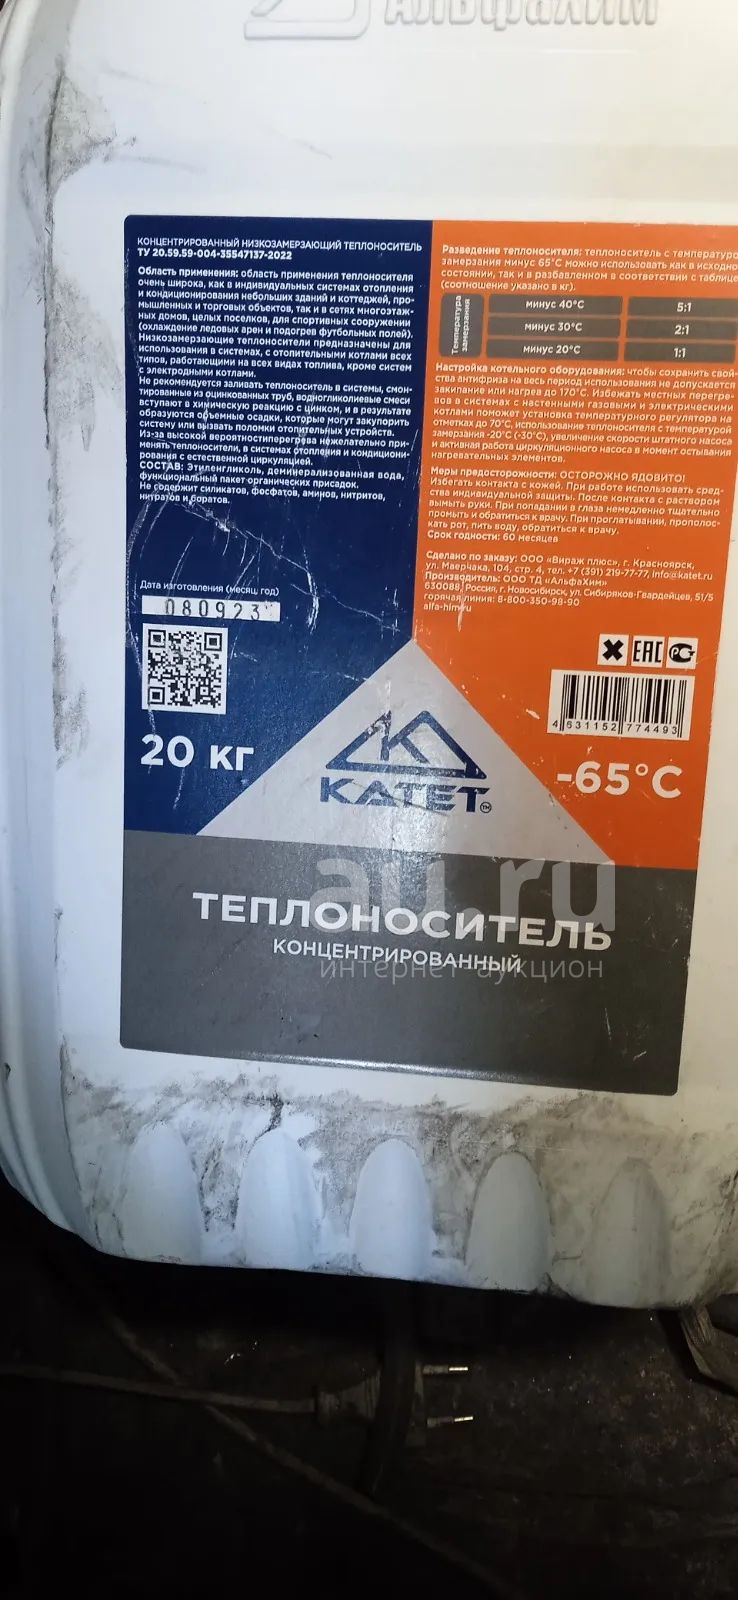 АЛЬФАХИМ
КОНЦЕНТРИРОВАННЫЙ НИЗКОЗАМЕРЗАЮЩИЙ ТЕПЛОНОСИТЕЛЬ
ТУ 20.59.59-004-35547137-2022
Область применения: область применения теплоносителя
очень широка, как в индивидуальных системах отопления
и кондиционирования небольших зданий и коттеджей, про-
мышленных и торговых объектов, так и в сетях многоэтаж-
ных домов, целых поселков, для спортивных сооружении
(охлаждение ледовых арен и подогрев футбольных полей).
Низкозамерзающие теплоносители предназначены для
использования в системах, с отопительными котлами всех
типов, работающими на всех видах топлива, кроме систем
с электродными котлами.
Не рекомендуется заливать теплоноситель в системы, смон-
тированные из оцинкованных труб, водногликолиевые смеси
вступают в химическую реакцию с цинком, и в результате
образуются объемные осадки, которые могут закупорить
систему или вызвать поломки отопительных устройств.
Из-за высокой вероятностиперегрева нежелательно при-
менять теплоносители, в системах отопления и кондициони-
рования с естественной циркуляцией.
СОСТАВ: Этиленгликоль, деминерализованная вода,
функциональный пакет органических присадок.
Не содержит силикатов, фосфатов, аминов, нитритов,
нитратов и боратов.
Дата изготовления (месяц, год)
080923
20 КГ
Разведение теплоносителя: теплоноситель с температуро
замерзания минус 65°С можно использовать как в исходно
состоянии, так и в разбавленном в соответствии с таблице
(соотношение указано в кг).
Температура
замерзания
минус 40°С 5:1
минус 30°С 2:1
минус 20°С 1:1
Настройка котельного оборудования: чтобы сохранить свой-
ства антифриза на весь период использования не допускается
закипание или нагрев до 170°С. Избежать местных перегре-
вов в системах с настенными газовыми и электрическими
котлами поможет установка температурного регулятора на
отметках до 70°С, использование теплоносителя с температурой
замерзания -20°С (-30°С), увеличение скорости штатного насоса
и активная работа циркуляционного насоса в момент остывания
нагревательных элементов.
Меры предосторожности: ОСТОРОЖНО ЯДОВИТО!
Избегать контакта с кожей. При работе использовать сред-
ства индивидуальной защиты. После контакта с раствором
вымыть руки. При попадании в глаза немедленно тщательно
промыть и обратиться к врачу. При проглатывании, прополос-
кать рот, пить воду, обратиться к врачу.
Срок годности: 60 месяцев
Сделано по заказу: ООО «Вираж плюс», г. Красноярск,
ул. Маерчака, 104, стр. 4, тел. +7 (391) 219-77-77, info@katet.ru
Производитель: ООО ТД «АльфаХим»
630088, Россия, г. Новосибирск, ул. Сибиряков-Гвардейцев, 51/5
горячая линия: 8-800-350-98-90
alfa-him.ru
ЕАС
4 631152 774493
-65°С
КАТЕТ™
ТЕПЛОНОСИТЕЛЬ
КОНЦЕНТРИРОВАННЫЙ
au.ru
интернет-аукцион